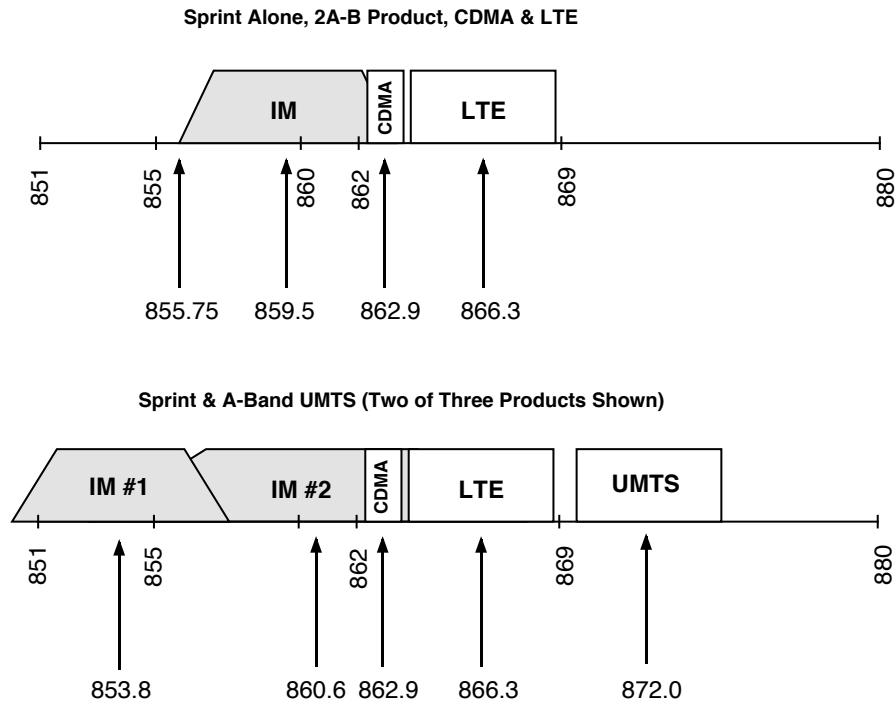 Sprint Alone, 2A-B Product, CDMA & LTE
IM
CDMA
LTE
851
855
860
862
869
880
855.75
859.5
862.9
866.3
Sprint & A-Band UMTS (Two of Three Products Shown)
IM #1
IM #2
CDMA
LTE
UMTS
851
855
862
869
880
853.8
860.6
862.9
866.3
872.0